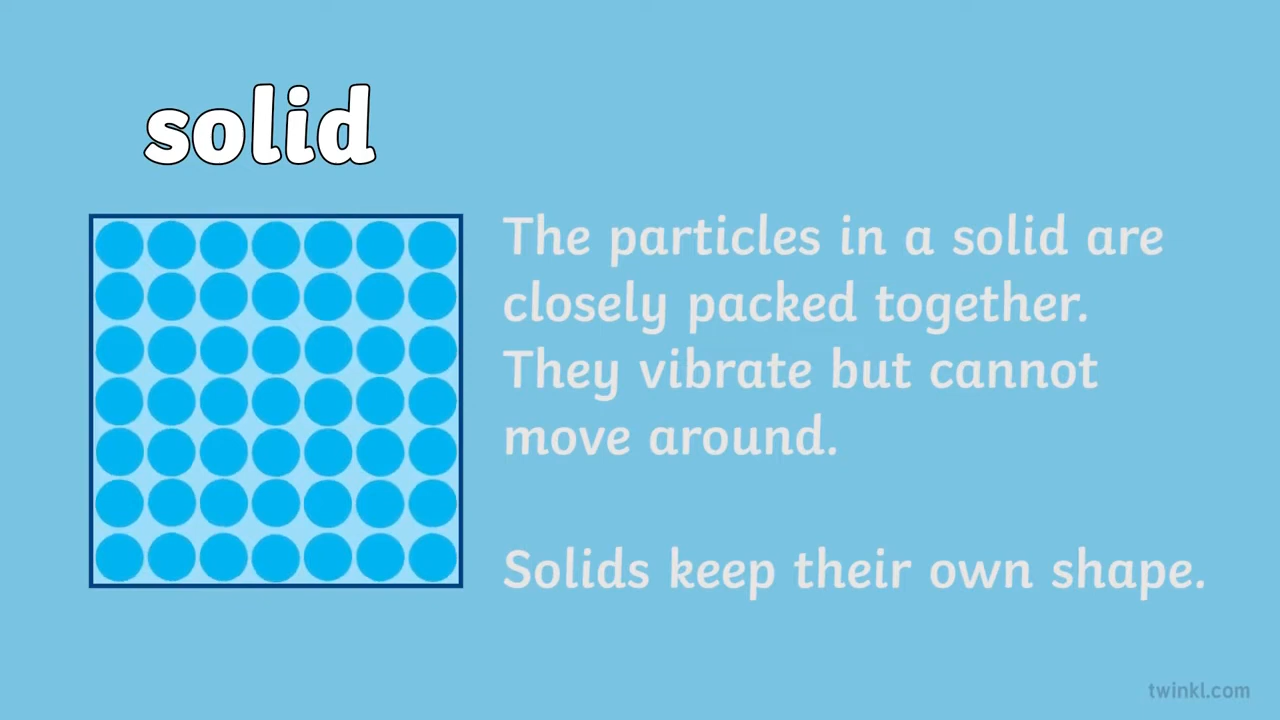 solid
The particles in a solid are
closely packed together.
They vibrate but cannot
move around.
Solids keep their own shape.
twinkl.com